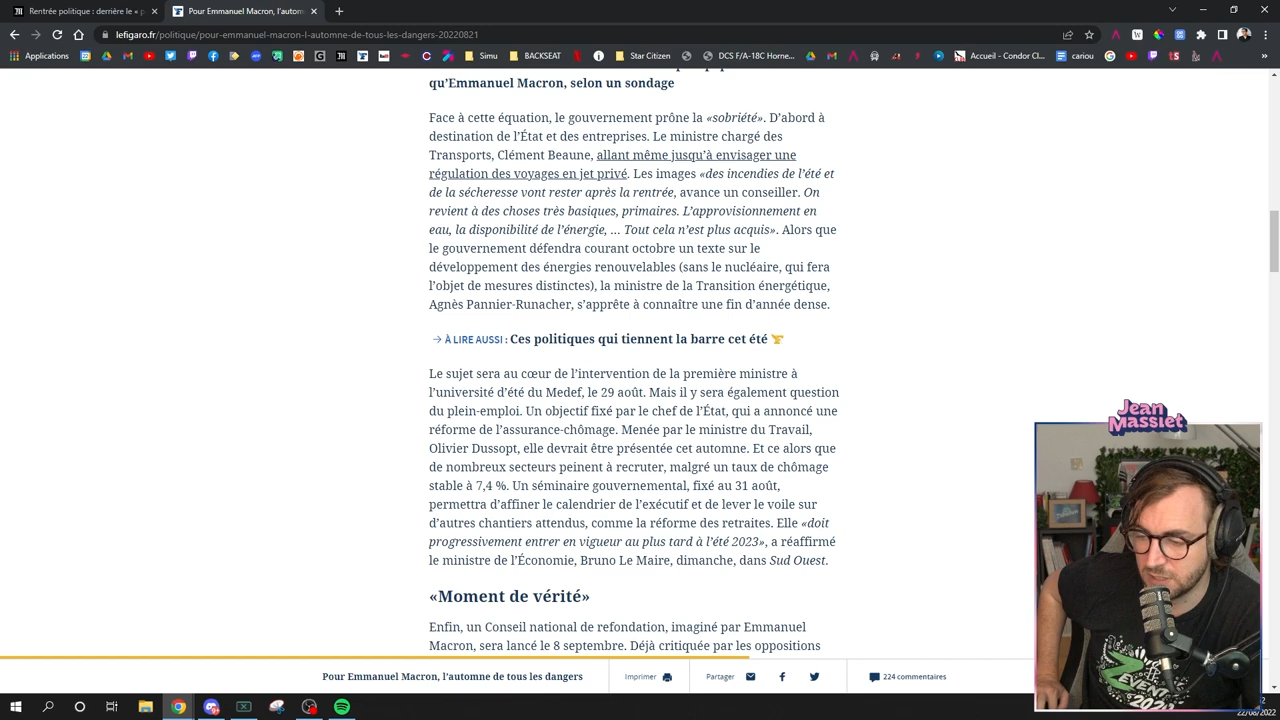 Rentrée politique : derrière le « p
Pour Emmanuel Macron, l'autom
lefigaro.fr/politique/pour-emmanuel-macron-l-automne-de-tous-les-dangers-20220821
Applications
Simu
BACKSEAT
Star Citizen
DCS F/A-18C Horne...
Accueil - Condor Cl...
cariou
qu'Emmanuel Macron, selon un sondage
Face à cette équation, le gouvernement prône la «sobriété». D'abord à
destination de l'État et des entreprises. Le ministre chargé des
Transports, Clément Beaune, allant même jusqu'à envisager une
régulation des voyages en jet privé. Les images «des incendies de l'été et
de la sécheresse vont rester après la rentrée, avance un conseiller. On
revient à des choses très basiques, primaires. L'approvisionnement en
eau, la disponibilité de l'énergie, … Tout cela n'est plus acquis». Alors que
le gouvernement défendra courant octobre un texte sur le
développement des énergies renouvelables (sans le nucléaire, qui fera
l'objet de mesures distinctes), la ministre de la Transition énergétique,
Agnès Pannier-Runacher, s'apprête à connaître une fin d'année dense.
→ À LIRE AUSSI : Ces politiques qui tiennent la barre cet été
Le sujet sera au cœur de l'intervention de la première ministre à
l'université d'été du Medef, le 29 août. Mais il y sera également question
du plein-emploi. Un objectif fixé par le chef de l'État, qui a annoncé une
réforme de l'assurance-chômage. Menée par le ministre du Travail,
Olivier Dussopt, elle devrait être présentée cet automne. Et ce alors que
de nombreux secteurs peinent à recruter, malgré un taux de chômage
stable à 7,4 %. Un séminaire gouvernemental, fixé au 31 août,
permettra d'affiner le calendrier de l'exécutif et de lever le voile sur
d'autres chantiers attendus, comme la réforme des retraites. Elle «doit
progressivement entrer en vigueur au plus tard à l'été 2023», a réaffirmé
le ministre de l'Économie, Bruno Le Maire, dimanche, dans Sud Ouest.
«Moment de vérité»
Enfin, un Conseil national de refondation, imaginé par Emmanuel
Macron, sera lancé le 8 septembre. Déjà critiquée par les oppositions
Jean
Massiet
Pour Emmanuel Macron, l'automne de tous les dangers
Imprimer
Partager
224 commentaires
22/08/2022